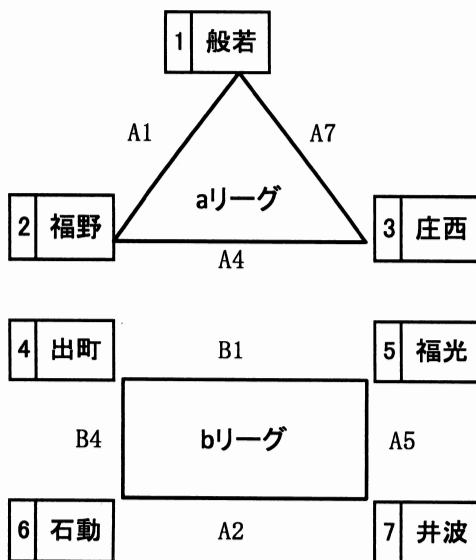 1 般若
A1 A7
aリーグ
2 福野 3 庄西
A4
4 出町 B1 5 福光
B4 bリーグ A5
6 石動 A2 7 井波